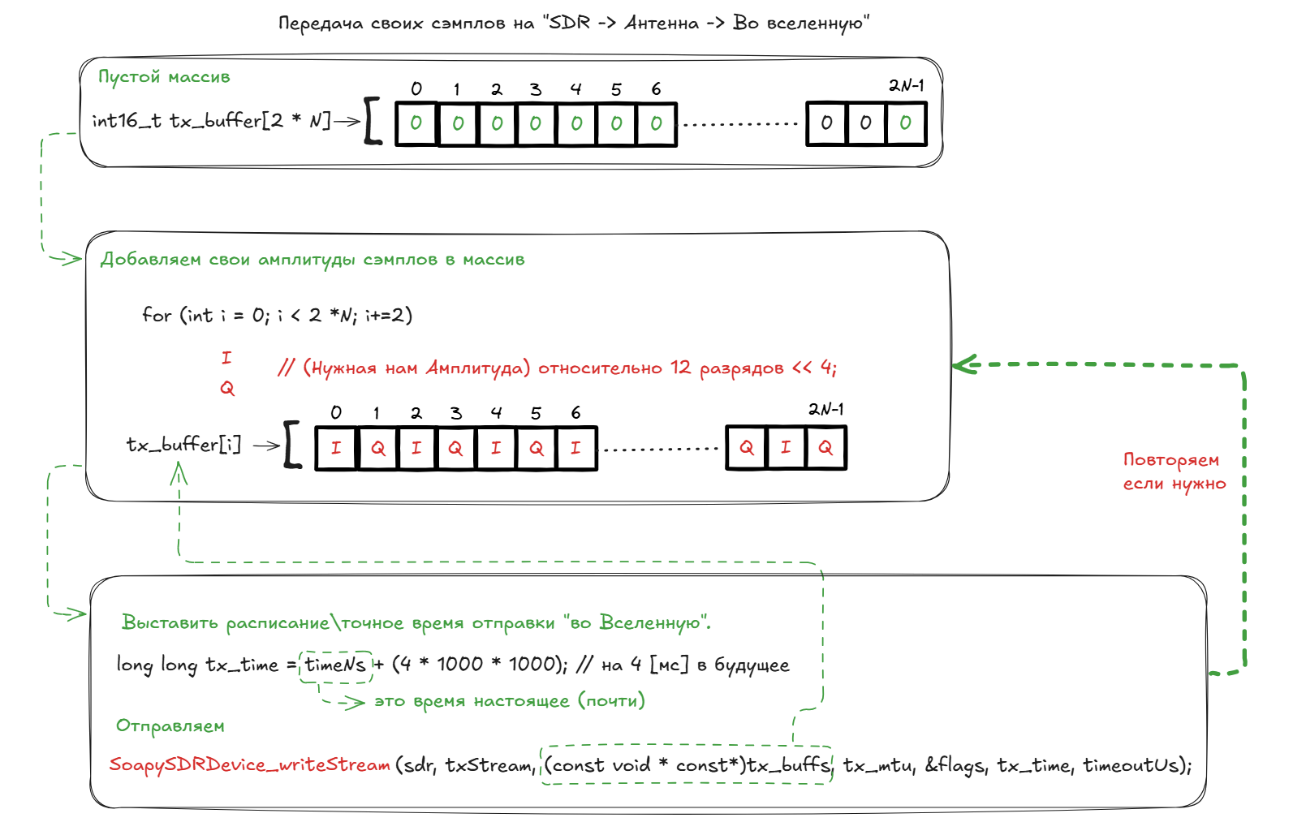 Передача своих сэмплов на "SDR -> Антенна -> Во вселенную"
Пустой массив
0 1 2 3 4 5 6 2N-1
int16_t tx_buffer[2 * N]→ [ 0 0 0 0 0 0 0 ........... 0 0 0
Добавляем свои амплитуды сэмплов в массив
for (int i = 0; i < 2 *N; i+=2)
I
// (Нужная нам Амплитуда) относительно 12 разрядов << 4;
Q
0 1 2 3 4 5 6 2N-1
tx_buffer[i] → [ I Q I Q I Q I ........... Q I Q
Повторяем
если нужно
Выставить расписание\точное время отправки "во Вселенную".
long long tx_time = timeNs + (4 * 1000 * 1000); // на 4 [мс] в будущее
это время настоящее (почти)
Отправляем
SoapySDRDevice_writeStream (sdr, txStream, (const void * const*)tx_buffs, tx_mtu, &flags, tx_time, timeoutUs);